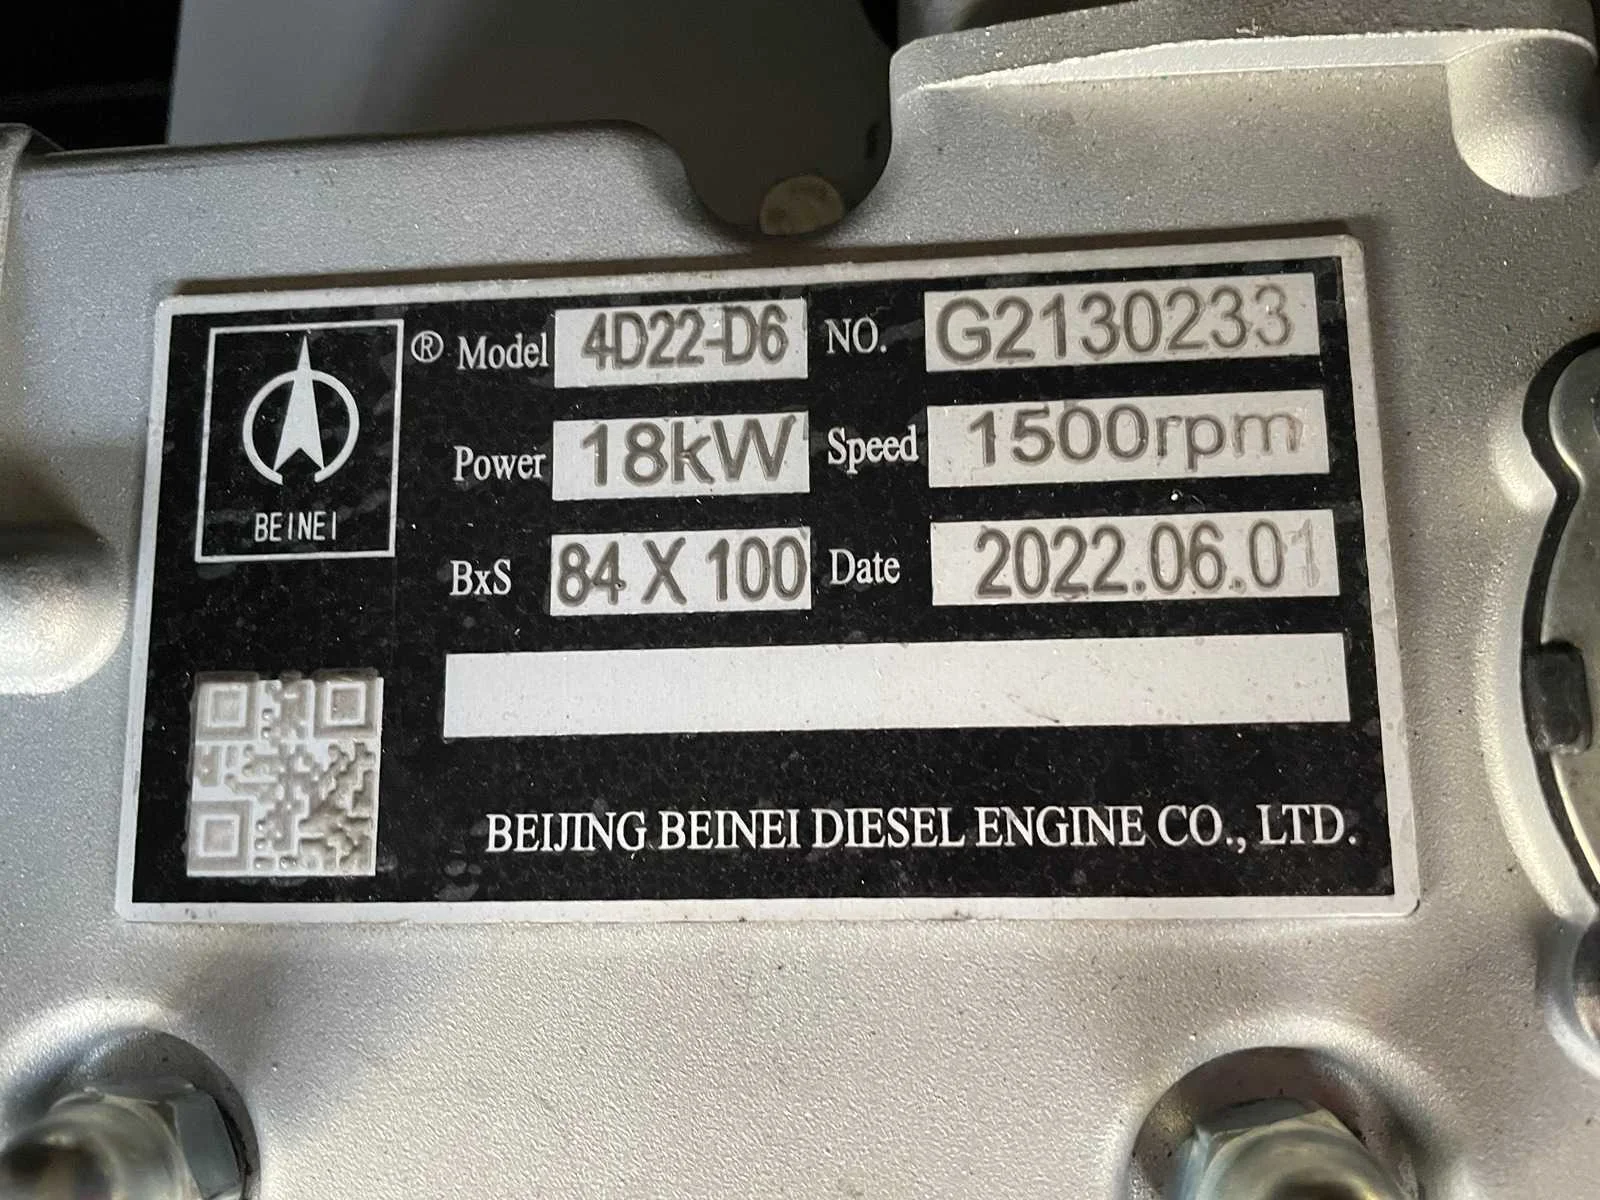 ® Model 4D22-D6 NO. G2130233
Power 18kW Speed 1500rpm
BEINEI
BxS 84 X 100 Date 2022.06.01
BEIJING BEINEI DIESEL ENGINE CO., LTD.